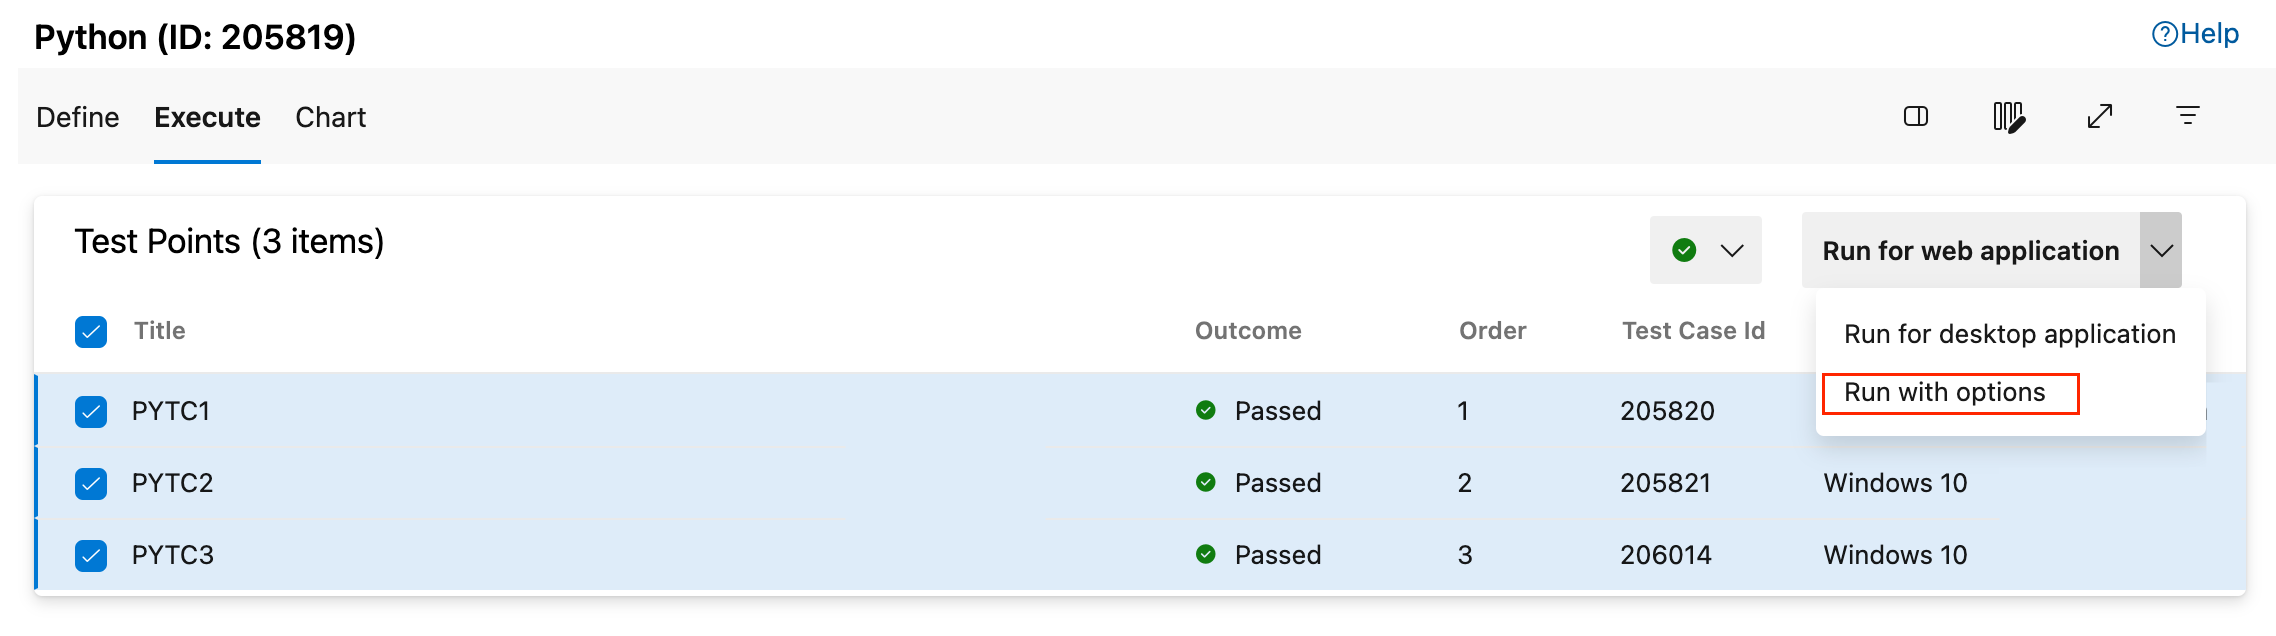 Python (ID: 205819)
Help
Define Execute Chart
Test Points (3 items)
Run for web application
Run for desktop application
Run with options
Title Outcome Order Test Case Id
PYTC1 Passed 1 205820
PYTC2 Passed 2 205821 Windows 10
PYTC3 Passed 3 206014 Windows 10